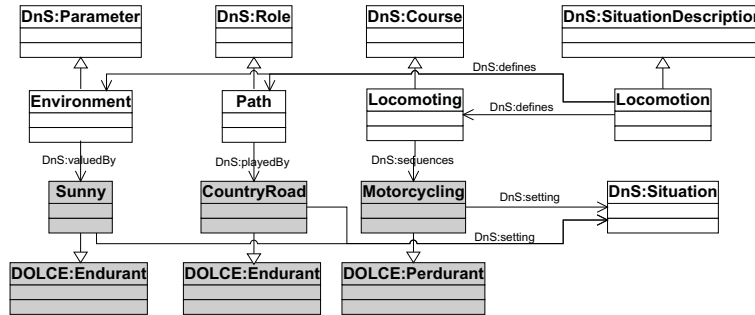 DnS:Parameter
DnS:Role
DnS:Course
DnS:SituationDescription
DnS:defines
Environment
Path
Locomoting
Locomotion
DnS:defines
DnS:valuedBy
DnS:playedBy
DnS:sequences
Sunny
CountryRoad
Motorcycling
DnS:setting
DnS:Situation
DnS:setting
DOLCE:Endurant
DOLCE:Endurant
DOLCE:Perdurant